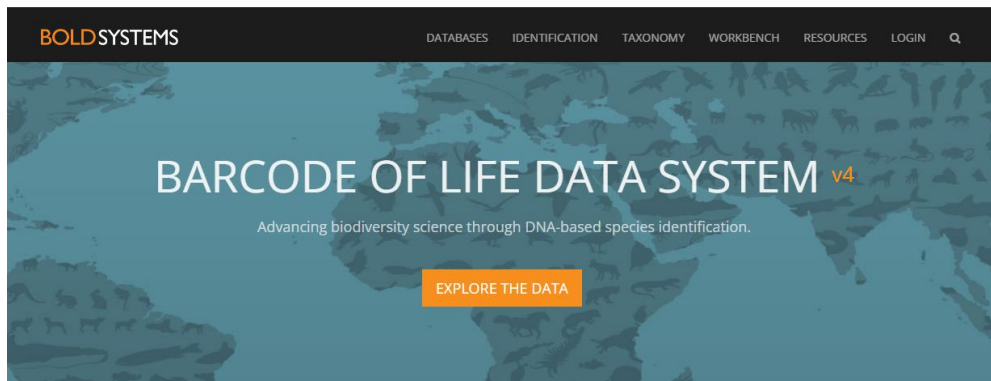 BOLDSYSTEMS DATABASES IDENTIFICATION TAXONOMY WORKBENCH RESOURCES LOGIN
BARCODE OF LIFE DATA SYSTEM v4
Advancing biodiversity science through DNA-based species identification.
EXPLORE THE DATA